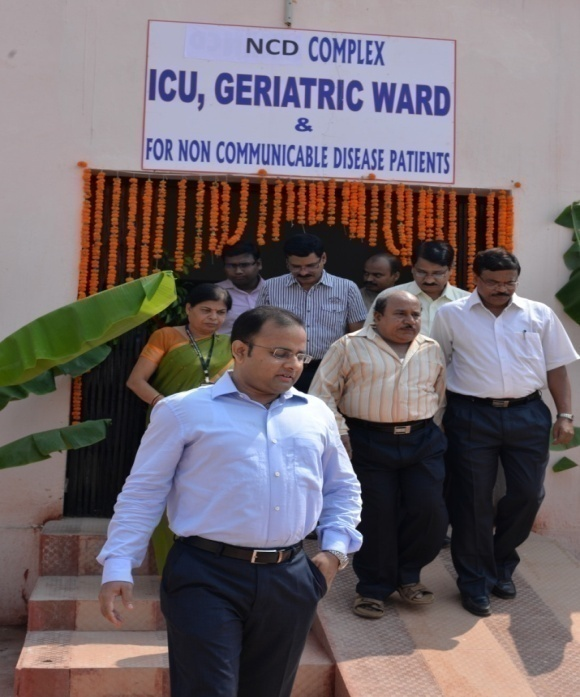 NCD COMPLEX
ICU, GERIATRIC WARD
&
FOR NON COMMUNICABLE DISEASE PATIENTS